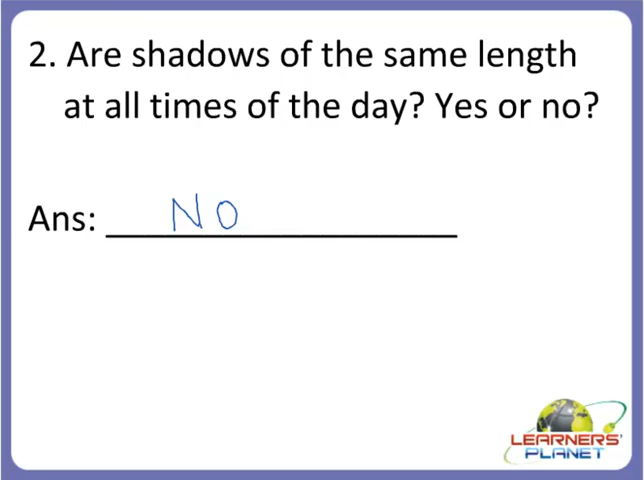 2. Are shadows of the same length
at all times of the day? Yes or no?
Ans: NO
LEARNERS'
PLANET